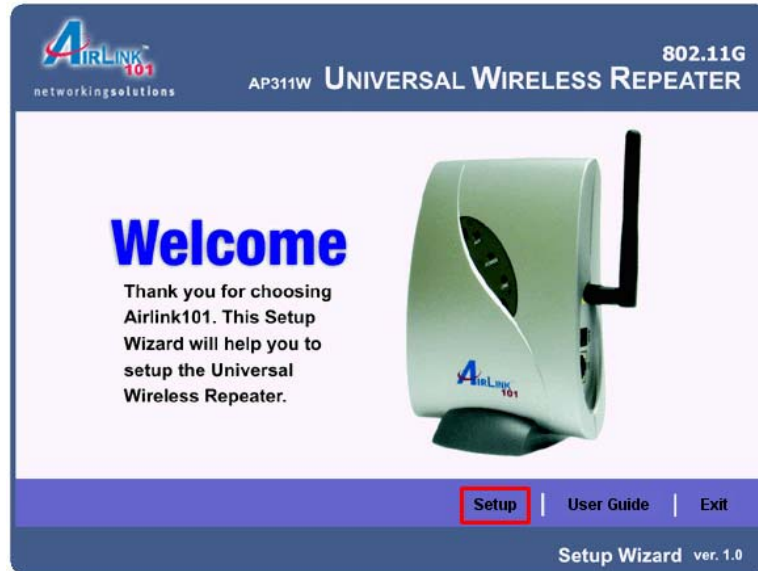 AIRLINK™
101
networkingsolutions
802.11G
AP311W UNIVERSAL WIRELESS REPEATER
Welcome
Thank you for choosing
Airlink101. This Setup
Wizard will help you to
setup the Universal
Wireless Repeater.
AIRLINK
101
Setup | User Guide | Exit
Setup Wizard ver. 1.0